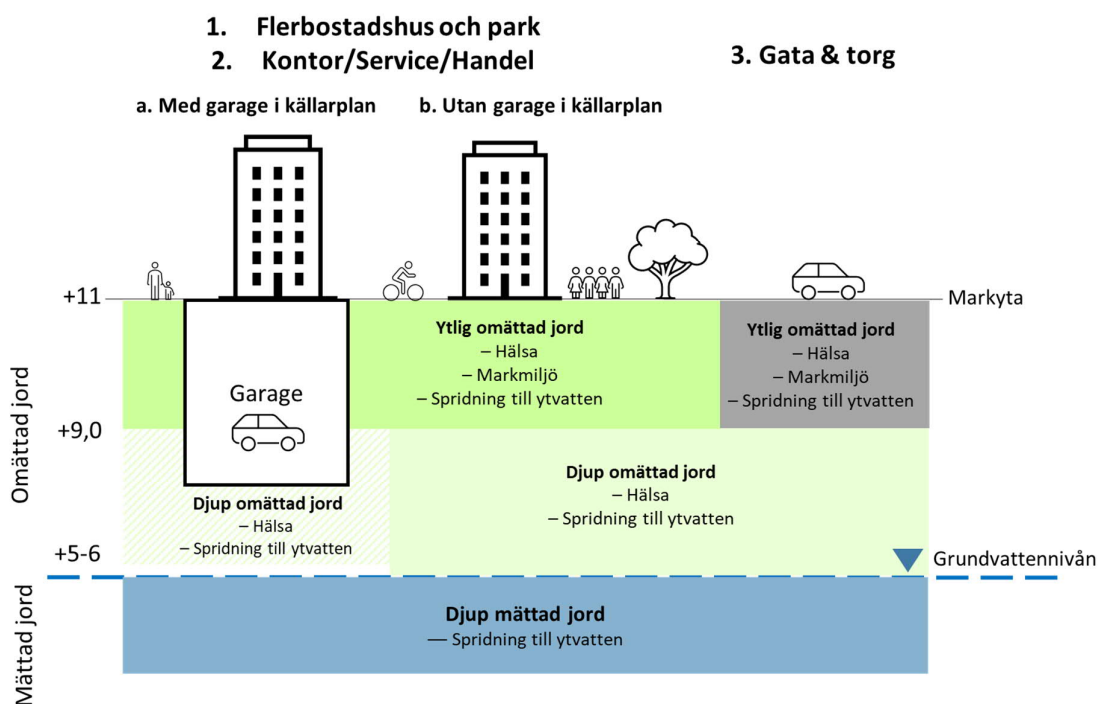 1. Flerbostadshus och park
2. Kontor/Service/Handel
3. Gata & torg
a. Med garage i källarplan
b. Utan garage i källarplan
+11
Markyta
Ytlig omättad jord
– Hälsa
– Markmiljö
– Spridning till ytvatten
Ytlig omättad jord
– Hälsa
– Markmiljö
– Spridning till ytvatten
Garage
Omättad jord
+9,0
Djup omättad jord
– Hälsa
– Spridning till ytvatten
Djup omättad jord
– Hälsa
– Spridning till ytvatten
+5-6
Grundvattennivån
Mättad jord
Djup mättad jord
— Spridning till ytvatten